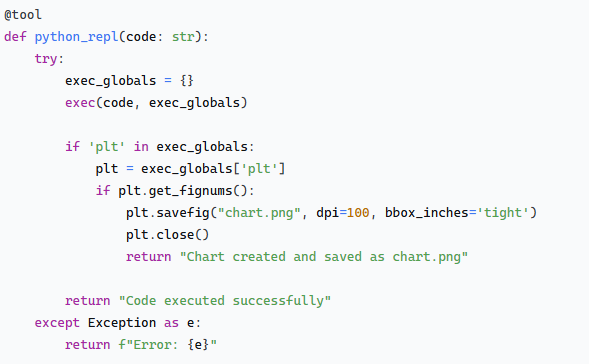 @tool
def python_repl(code: str):
    try:
        exec_globals = {}
        exec(code, exec_globals)

        if 'plt' in exec_globals:
            plt = exec_globals['plt']
            if plt.get_fignums():
                plt.savefig("chart.png", dpi=100, bbox_inches='tight')
                plt.close()
                return "Chart created and saved as chart.png"

        return "Code executed successfully"
    except Exception as e:
        return f"Error: {e}"